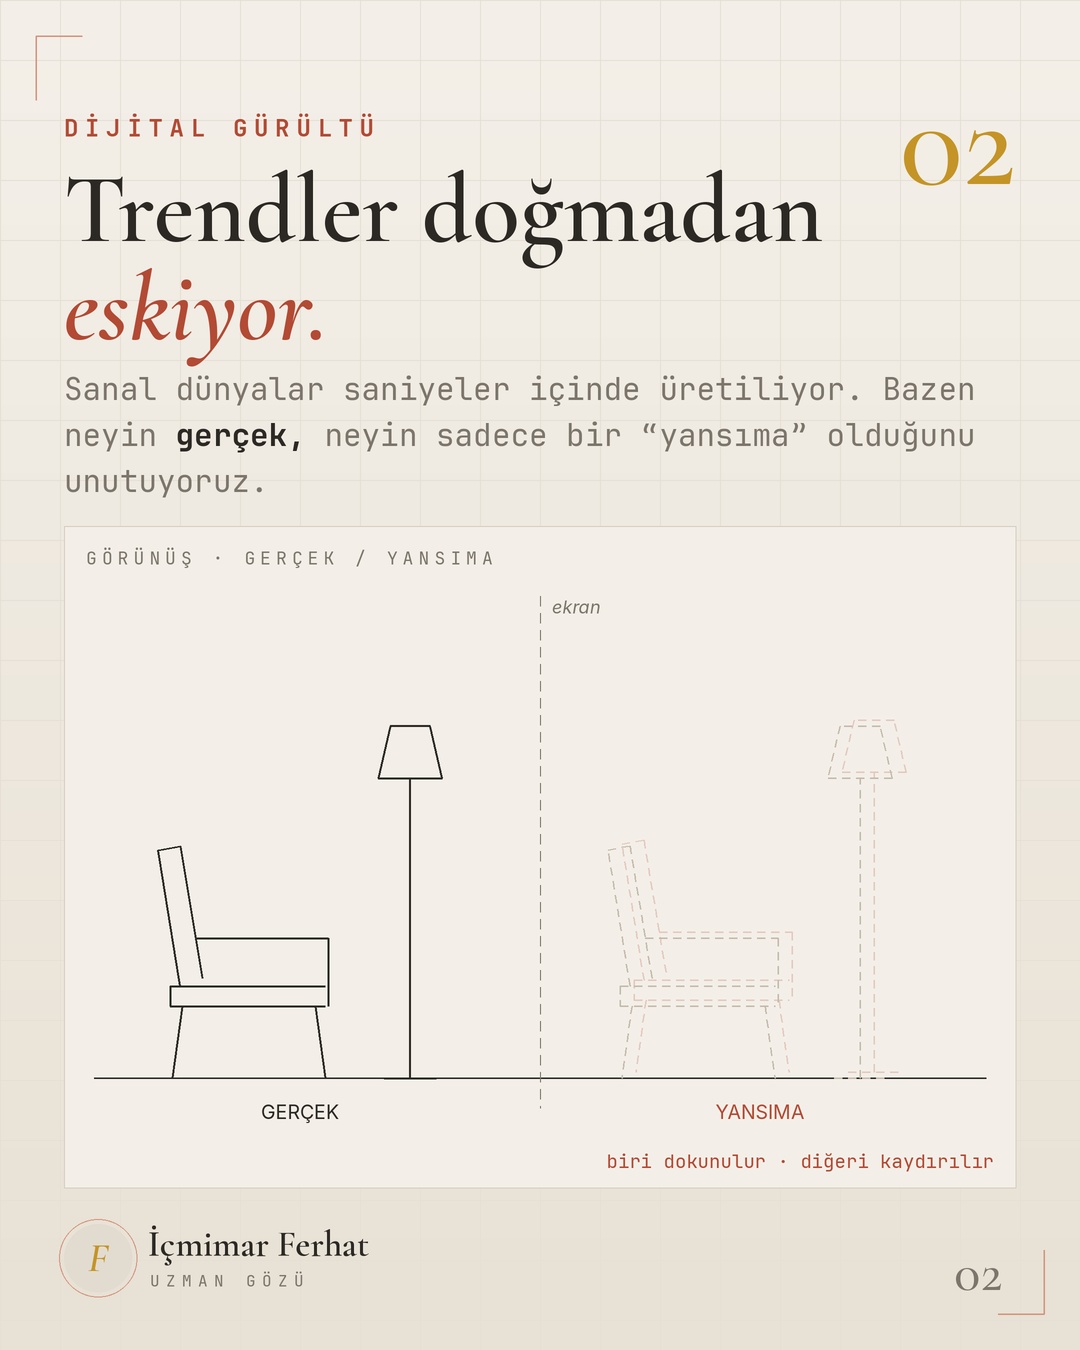 DİJİTAL GÜRÜLTÜ
02
Trendler doğmadan
eskiyor.
Sanal dünyalar saniyeler içinde üretiliyor. Bazen
neyin gerçek, neyin sadece bir “yansıma” olduğunu
unutuyoruz.
GÖRÜNÜŞ · GERÇEK / YANSIMA
ekran
GERÇEK
YANSIMA
biri dokunulur · diğeri kaydırılır
F
İçmimar Ferhat
UZMAN GÖZÜ
02